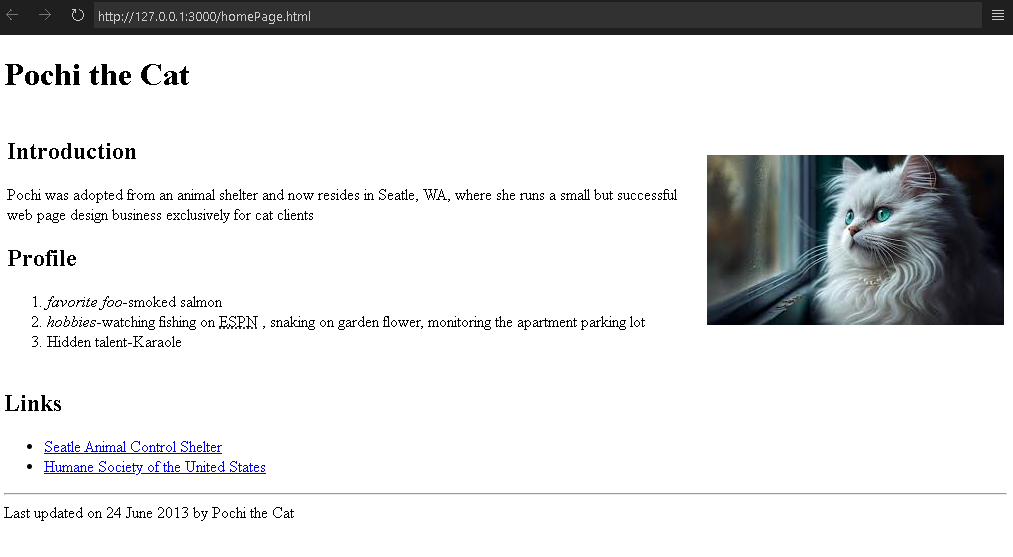 http://127.0.0.1:3000/homePage.html
Pochi the Cat
Introduction
Pochi was adopted from an animal shelter and now resides in Seatle, WA, where she runs a small but successful
web page design business exclusively for cat clients
Profile
1. favorite foo-smoked salmon
2. hobbies-watching fishing on ESPN , snaking on garden flower, monitoring the apartment parking lot
3. Hidden talent-Karaole
Links
• Seatle Animal Control Shelter
• Humane Society of the United States
Last updated on 24 June 2013 by Pochi the Cat